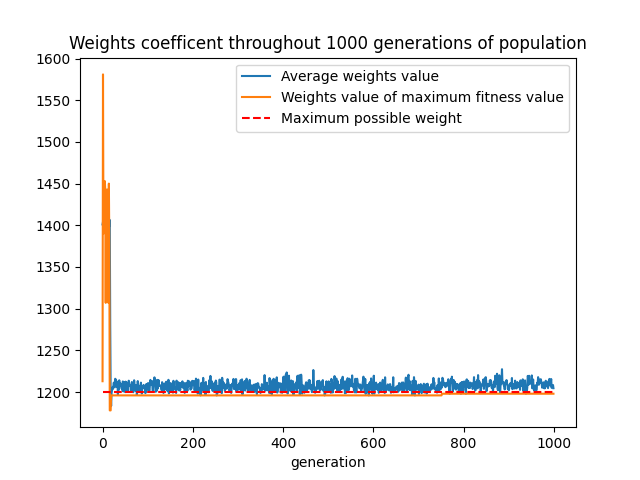 Weights coefficent throughout 1000 generations of population
Average weights value
Weights value of maximum fitness value
Maximum possible weight
1600
1550
1500
1450
1400
1350
1300
1250
1200
0 200 400 600 800 1000
generation